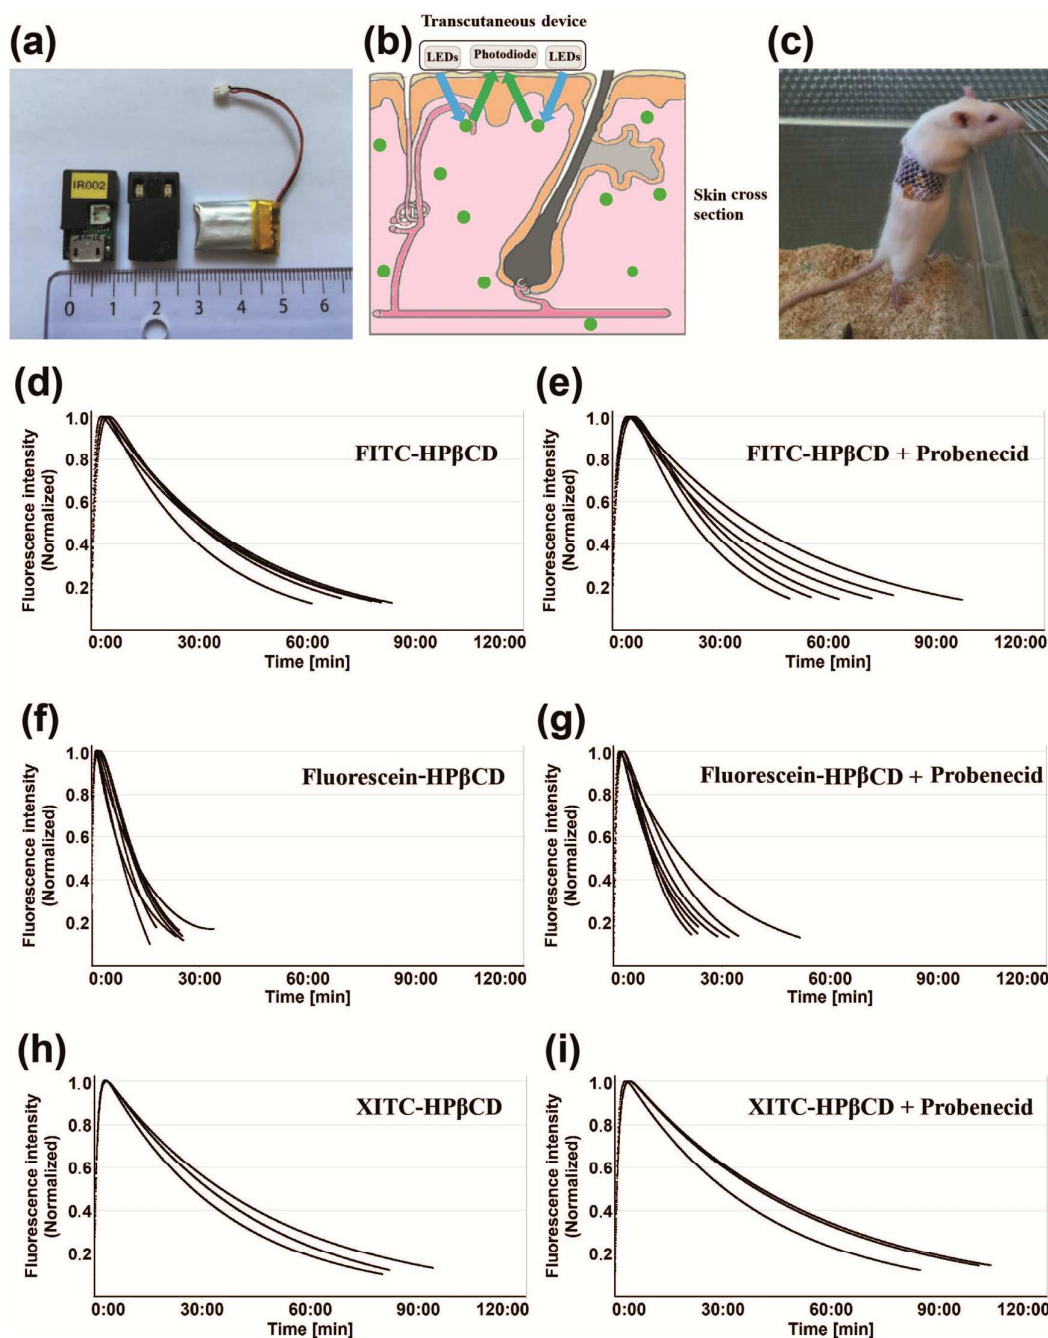 (a)
IR002
0 1 2 3 4 5 6
(b)
Transcutaneous device
LEDs Photodiode LEDs
Skin cross
section
(c)
(d)
Fluorescence intensity
(Normalized)
1.0
0.8
0.6
0.4
0.2
FITC-HPβCD
0:00 30:00 60:00 90:00 120:00
Time [min]
(e)
Fluorescence intensity
(Normalized)
1.0
0.8
0.6
0.4
0.2
FITC-HPβCD + Probenecid
0:00 30:00 60:00 90:00 120:00
Time [min]
(f)
Fluorescence intensity
(Normalized)
1.0
0.8
0.6
0.4
0.2
Fluorescein-HPβCD
0:00 30:00 60:00 90:00 120:00
Time [min]
(g)
Fluorescence intensity
(Normalized)
1.0
0.8
0.6
0.4
0.2
Fluorescein-HPβCD + Probenecid
0:00 30:00 60:00 90:00 120:00
Time [min]
(h)
Fluorescence intensity
(Normalized)
1.0
0.8
0.6
0.4
0.2
XITC-HPβCD
0:00 30:00 60:00 90:00 120:00
Time [min]
(i)
Fluorescence intensity
(Normalized)
1.0
0.8
0.6
0.4
0.2
XITC-HPβCD + Probenecid
0:00 30:00 60:00 90:00 120:00
Time [min]